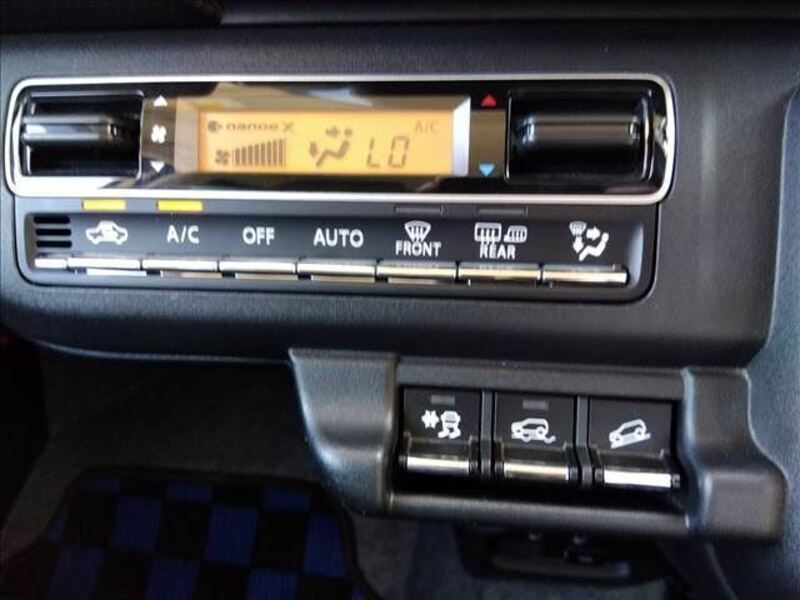 nanoe X A/C
LO
A/C OFF AUTO FRONT REAR